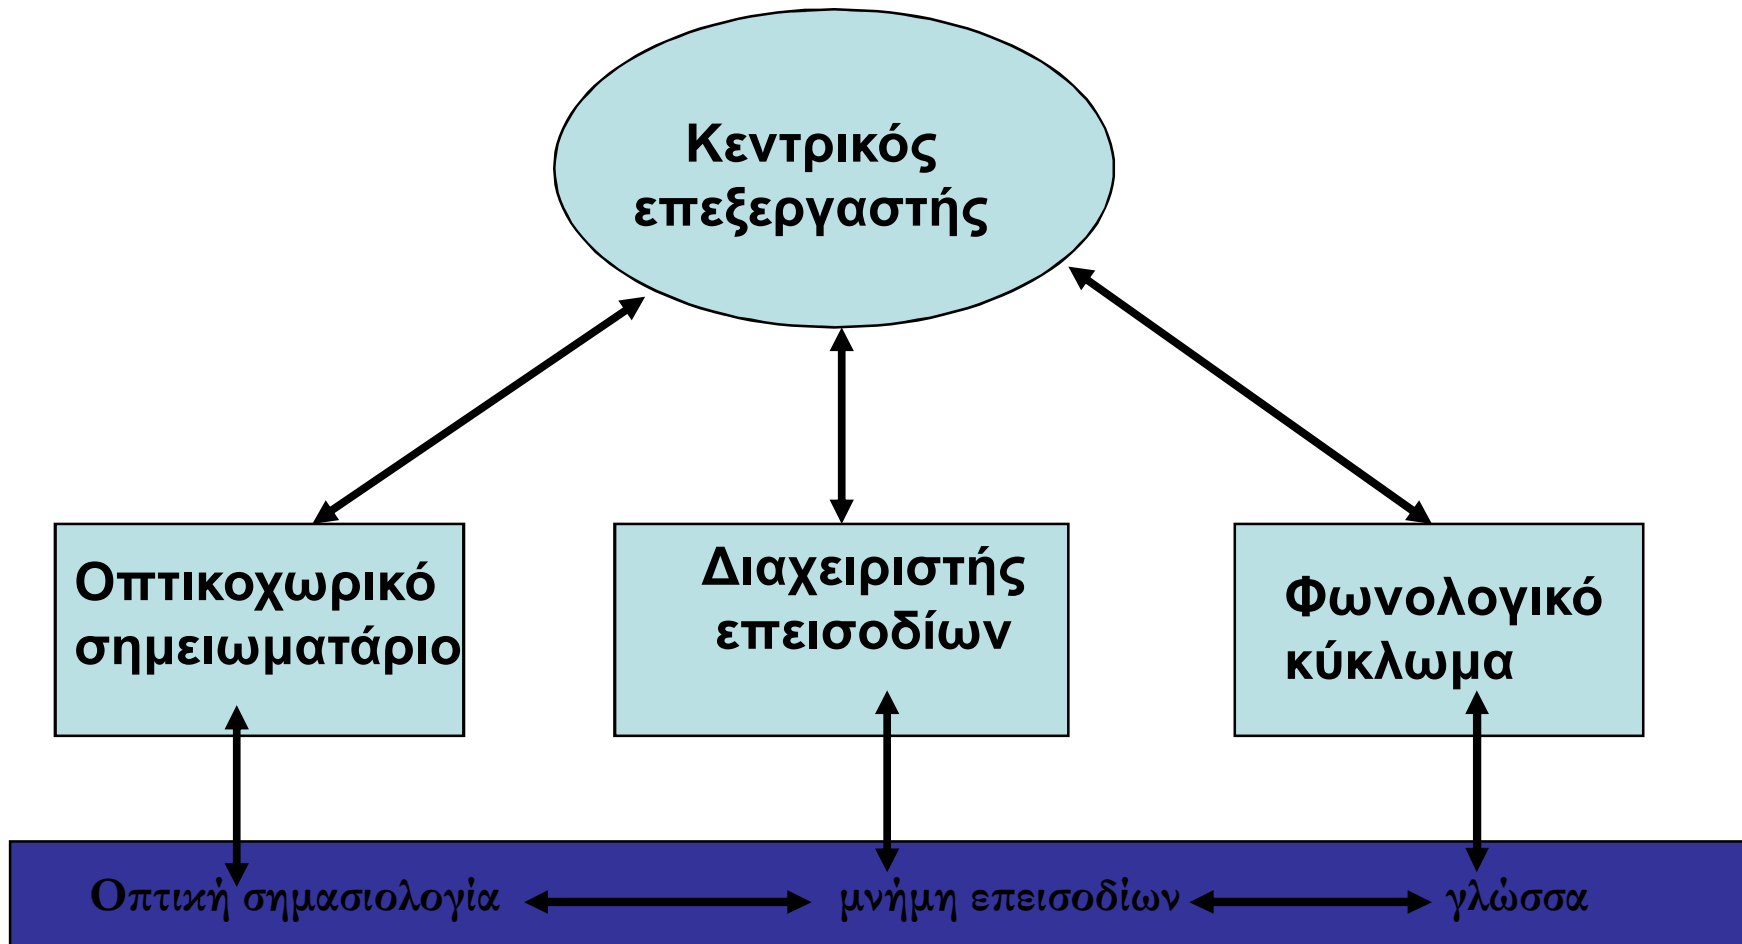 Κεντρικός
επεξεργαστής
Οπτικοχωρικό
σημειωματάριο
Διαχειριστής
επεισοδίων
Φωνολογικό
κύκλωμα
Οπτική σημασιολογία
μνήμη επεισοδίων
γλώσσα